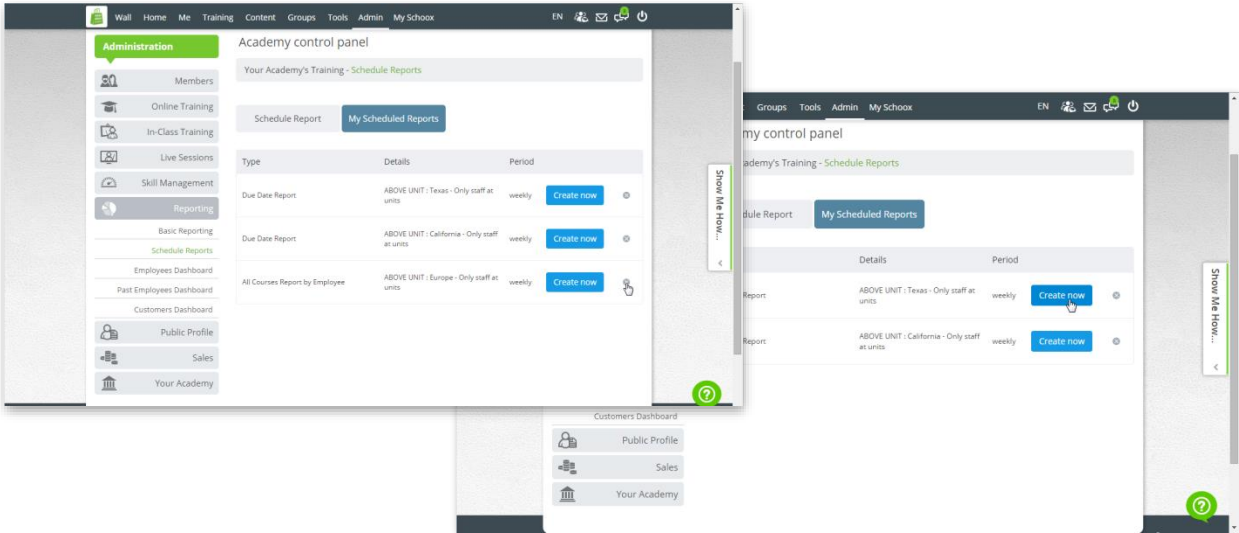 Wall Home Me Training Content Groups Tools Admin My Schoox EN
Administration
Academy control panel
Your Academy's Training - Schedule Reports
Members
Online Training
In-Class Training
Live Sessions
Skill Management
Reporting
Basic Reporting
Schedule Reports
Employees Dashboard
Past Employees Dashboard
Customers Dashboard
Public Profile
Sales
Your Academy
Schedule Report My Scheduled Reports
Type Details Period
Due Date Report ABOVE UNIT : Texas - Only staff at weekly Create now
units
Due Date Report ABOVE UNIT : California - Only staff weekly Create now
at units
All Courses Report by Employee ABOVE UNIT : Europe - Only staff at weekly Create now
units
Show Me How...
Groups Tools Admin My Schoox EN
my control panel
ademy's Training - Schedule Reports
dule Report My Scheduled Reports
Details Period
Report ABOVE UNIT : Texas - Only staff at weekly Create now
units
Report ABOVE UNIT : California - Only staff weekly Create now
at units
Show Me How...
Customers Dashboard
Public Profile
Sales
Your Academy